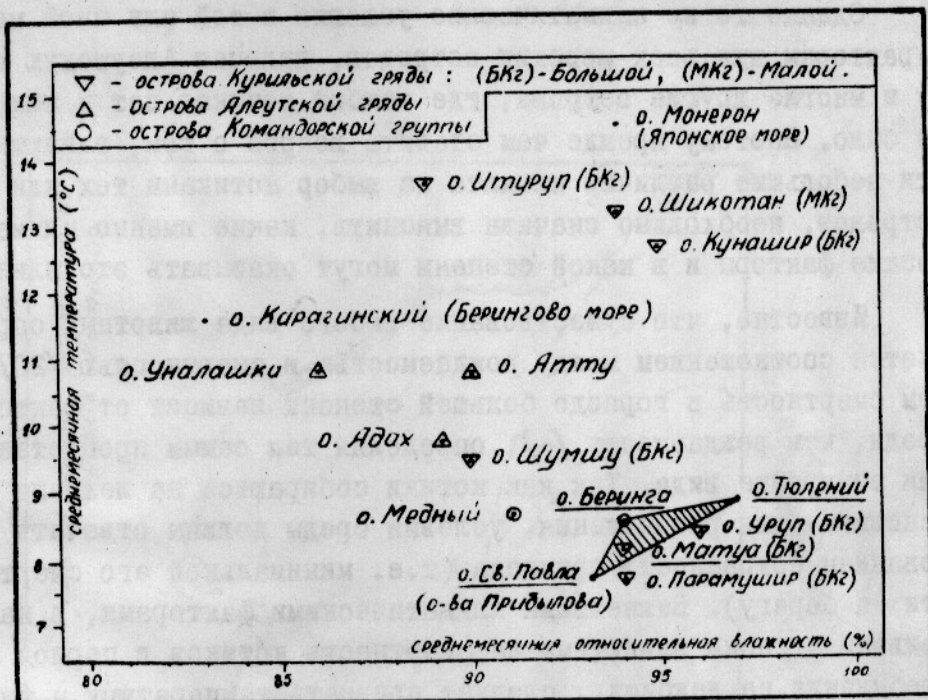 ▽ - острова Курильской гряды : (БКг)-Большой, (МКг)-Малой.
△ - острова Алеутской гряды
○ - острова Командорской группы
о. Монерон
(Японское море)
о. Итуруп (БКг)
о. Шикотан (МКг)
о. Кунашир (БКг)
о. Карагинский (Берингово море)
о. Уналашка
о. Атту
о. Адах
о. Шумшу (БКг)
о. Беринга
о. Тюлений
о. Медный
о. Уруп (БКг)
о. Матуа (БКг)
о. Св. Павла
(о-ва Прибылова)
о. Парамушир (БКг)
среднемесячная температура (°С)
15
14
13
12
11
10
9
8
7
среднемесячная относительная влажность (%)
80
85
90
95
100